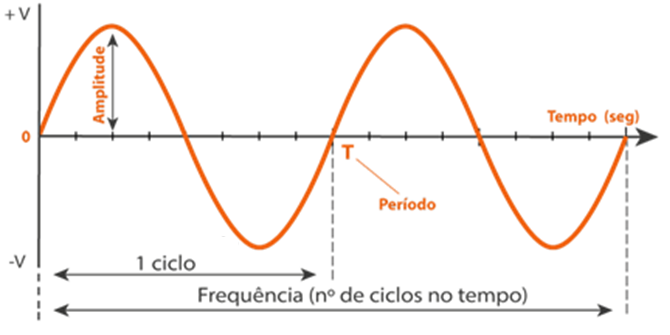 +V
Amplitude
0
Tempo (seg)
T
Período
-V
1 ciclo
Frequência (nº de ciclos no tempo)